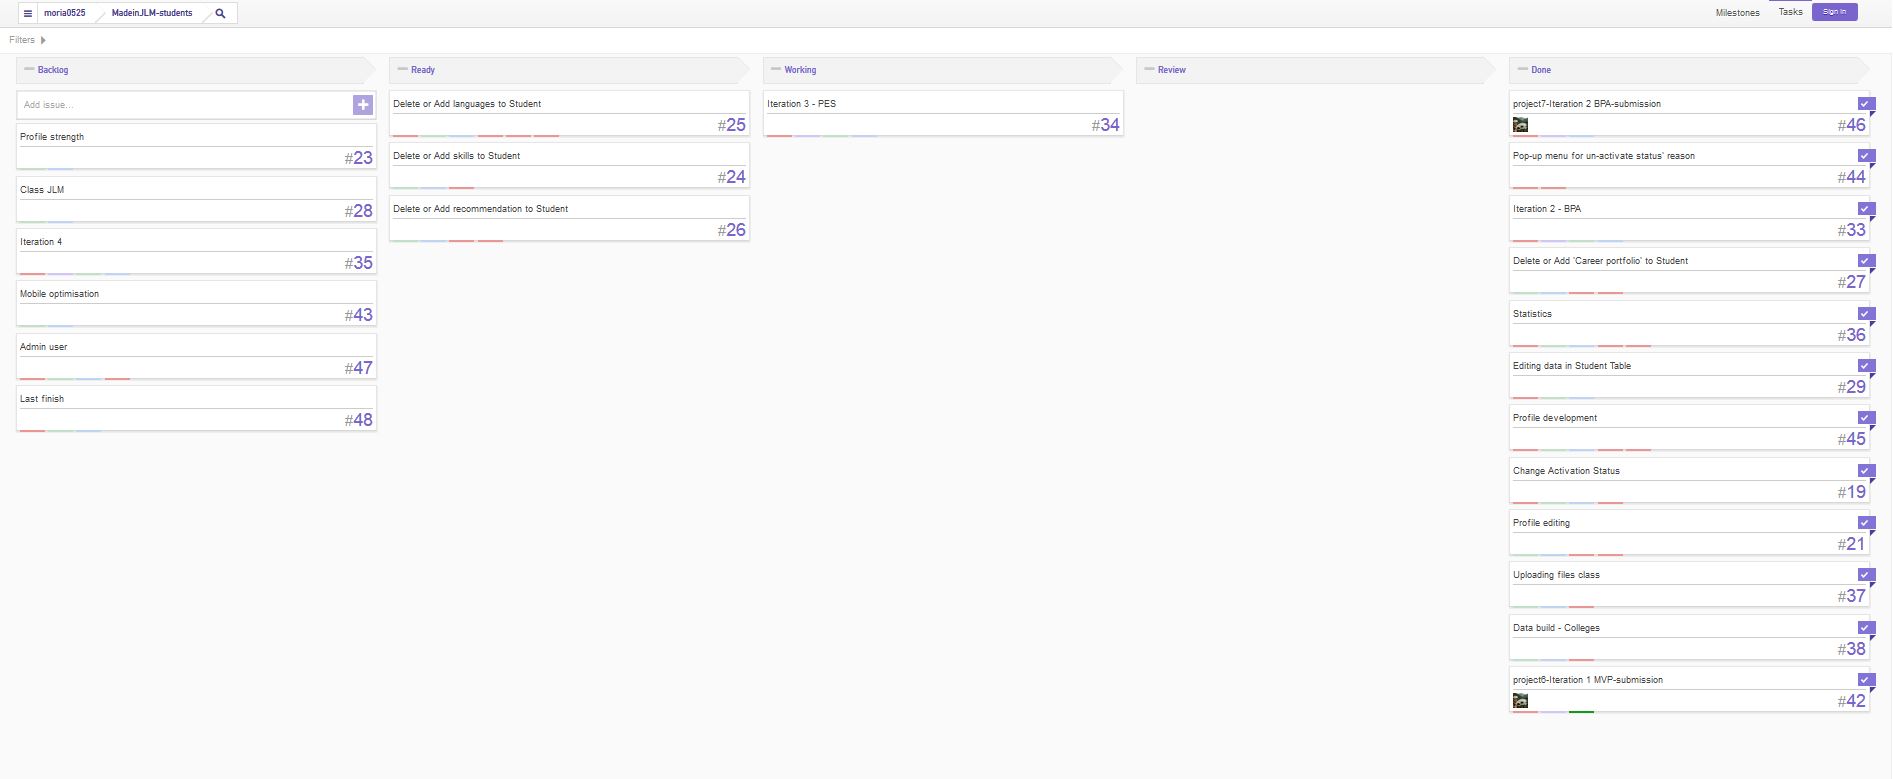 moria0525 MadeinJLM-students
Milestones Tasks Sign in
Filters
Backlog
Add issue...
Profile strength
#23
Class JLM
#28
Iteration 4
#35
Mobile optimisation
#43
Admin user
#47
Last finish
#48
Ready
Delete or Add languages to Student
#25
Delete or Add skills to Student
#24
Delete or Add recommendation to Student
#26
Working
Iteration 3 - PES
#34
Review
Done
project7-Iteration 2 BPA-submission
#46
Pop-up menu for un-activate status' reason
#44
Iteration 2 - BPA
#33
Delete or Add 'Career portfolio' to Student
#27
Statistics
#36
Editing data in Student Table
#29
Profile development
#45
Change Activation Status
#19
Profile editing
#21
Uploading files class
#37
Data build - Colleges
#38
project6-Iteration 1 MVP-submission
#42